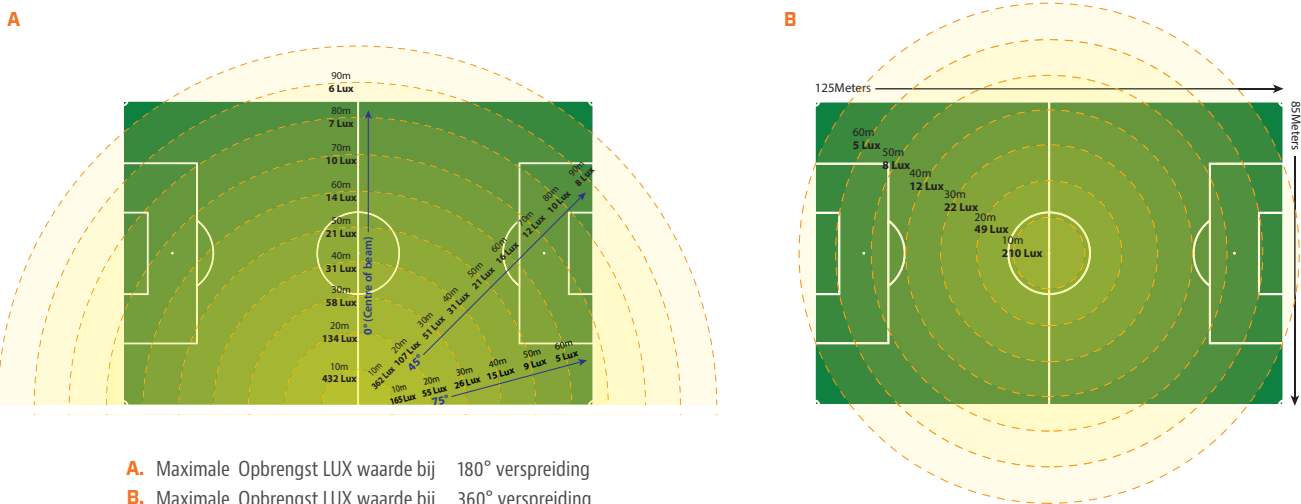 A
90m
6 Lux
80m
7 Lux
70m
10 Lux
60m
14 Lux
50m
21 Lux
40m
31 Lux
30m
58 Lux
20m
134 Lux
10m
432 Lux
0° (Centre of beam)
90m
8 Lux
80m
10 Lux
70m
12 Lux
60m
16 Lux
50m
21 Lux
40m
31 Lux
30m
51 Lux
20m
107 Lux
10m
362 Lux
45°
60m
5 Lux
50m
9 Lux
40m
15 Lux
30m
26 Lux
20m
55 Lux
10m
165 Lux
75°
B
125Meters
85Meters
60m
5 Lux
50m
8 Lux
40m
12 Lux
30m
22 Lux
20m
49 Lux
10m
210 Lux
A. Maximale Opbrengst LUX waarde bij 180° verspreiding
B. Maximale Opbrengst LUX waarde bij 360° verspreiding